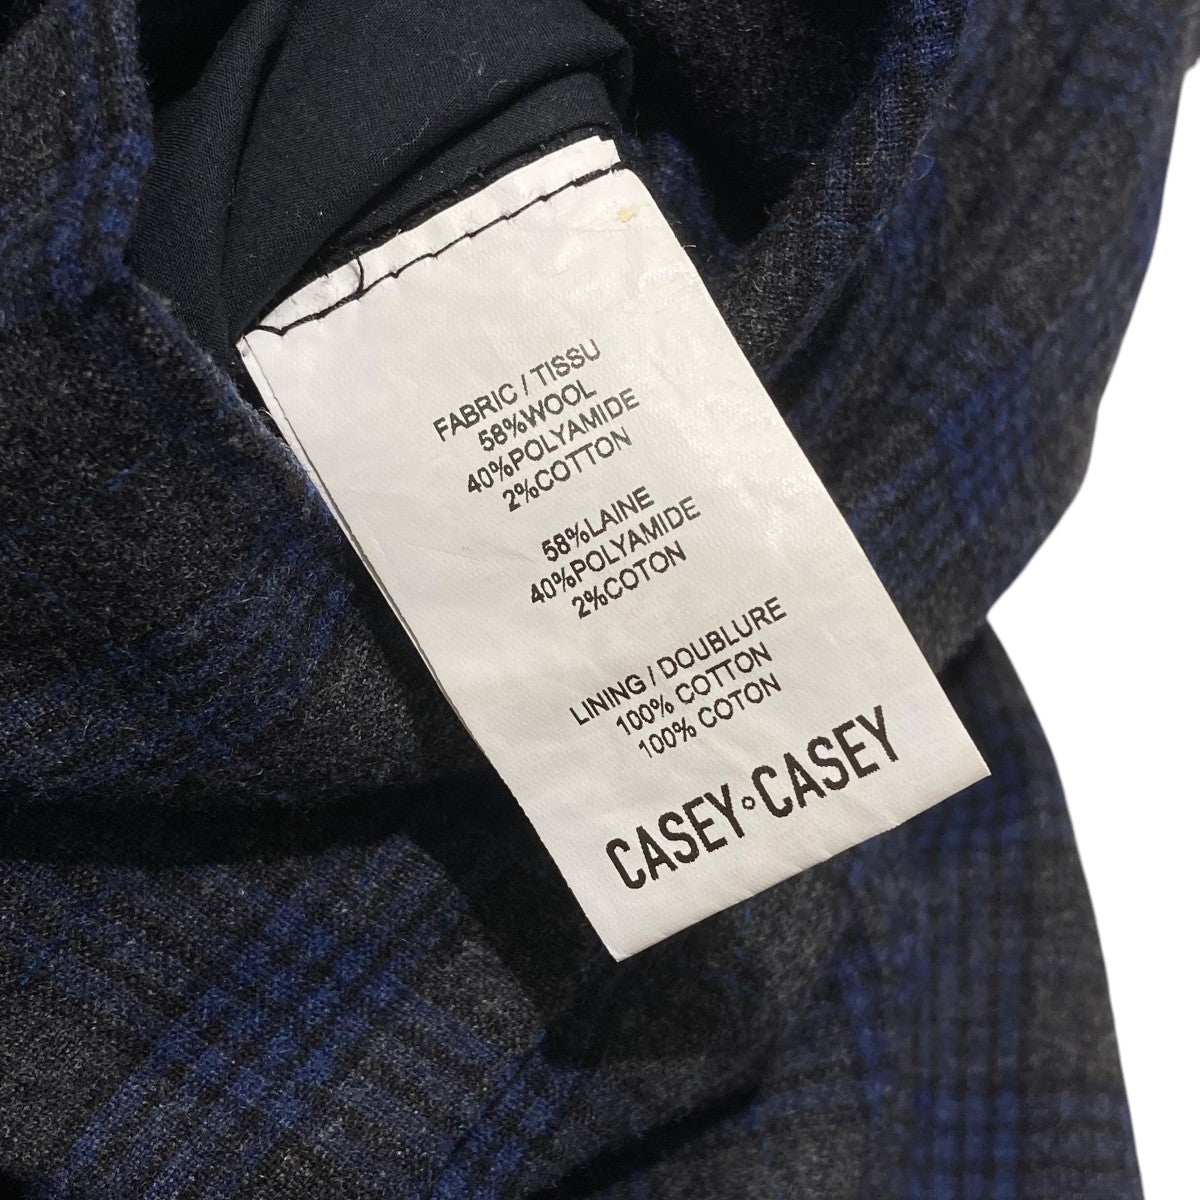 FABRIC / TISSU
58%WOOL
40%POLYAMIDE
2%COTTON
58%LAINE
40%POLYAMIDE
2%COTON
LINING / DOUBLURE
100% COTTON
100% COTON
CASEY°CASEY